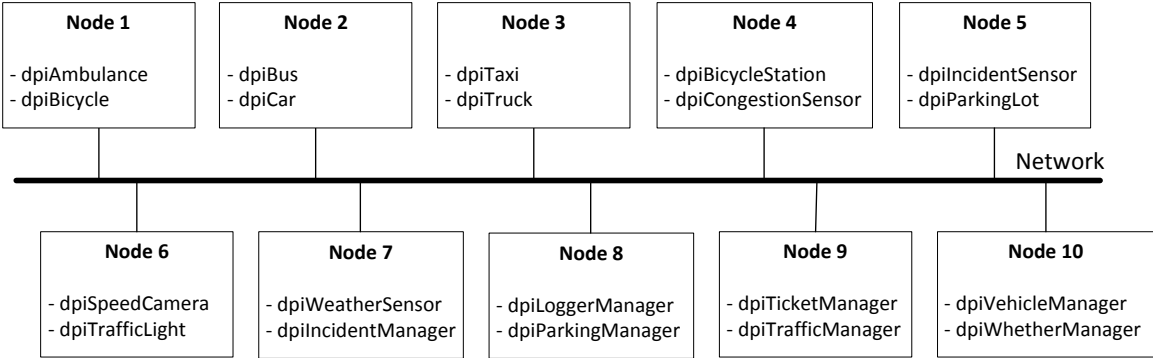 Node 1
- dpiAmbulance
- dpiBicycle
Node 2
- dpiBus
- dpiCar
Node 3
- dpiTaxi
- dpiTruck
Node 4
- dpiBicycleStation
- dpiCongestionSensor
Node 5
- dpiIncidentSensor
- dpiParkingLot
Network
Node 6
- dpiSpeedCamera
- dpiTrafficLight
Node 7
- dpiWeatherSensor
- dpiIncidentManager
Node 8
- dpiLoggerManager
- dpiParkingManager
Node 9
- dpiTicketManager
- dpiTrafficManager
Node 10
- dpiVehicleManager
- dpiWhetherManager